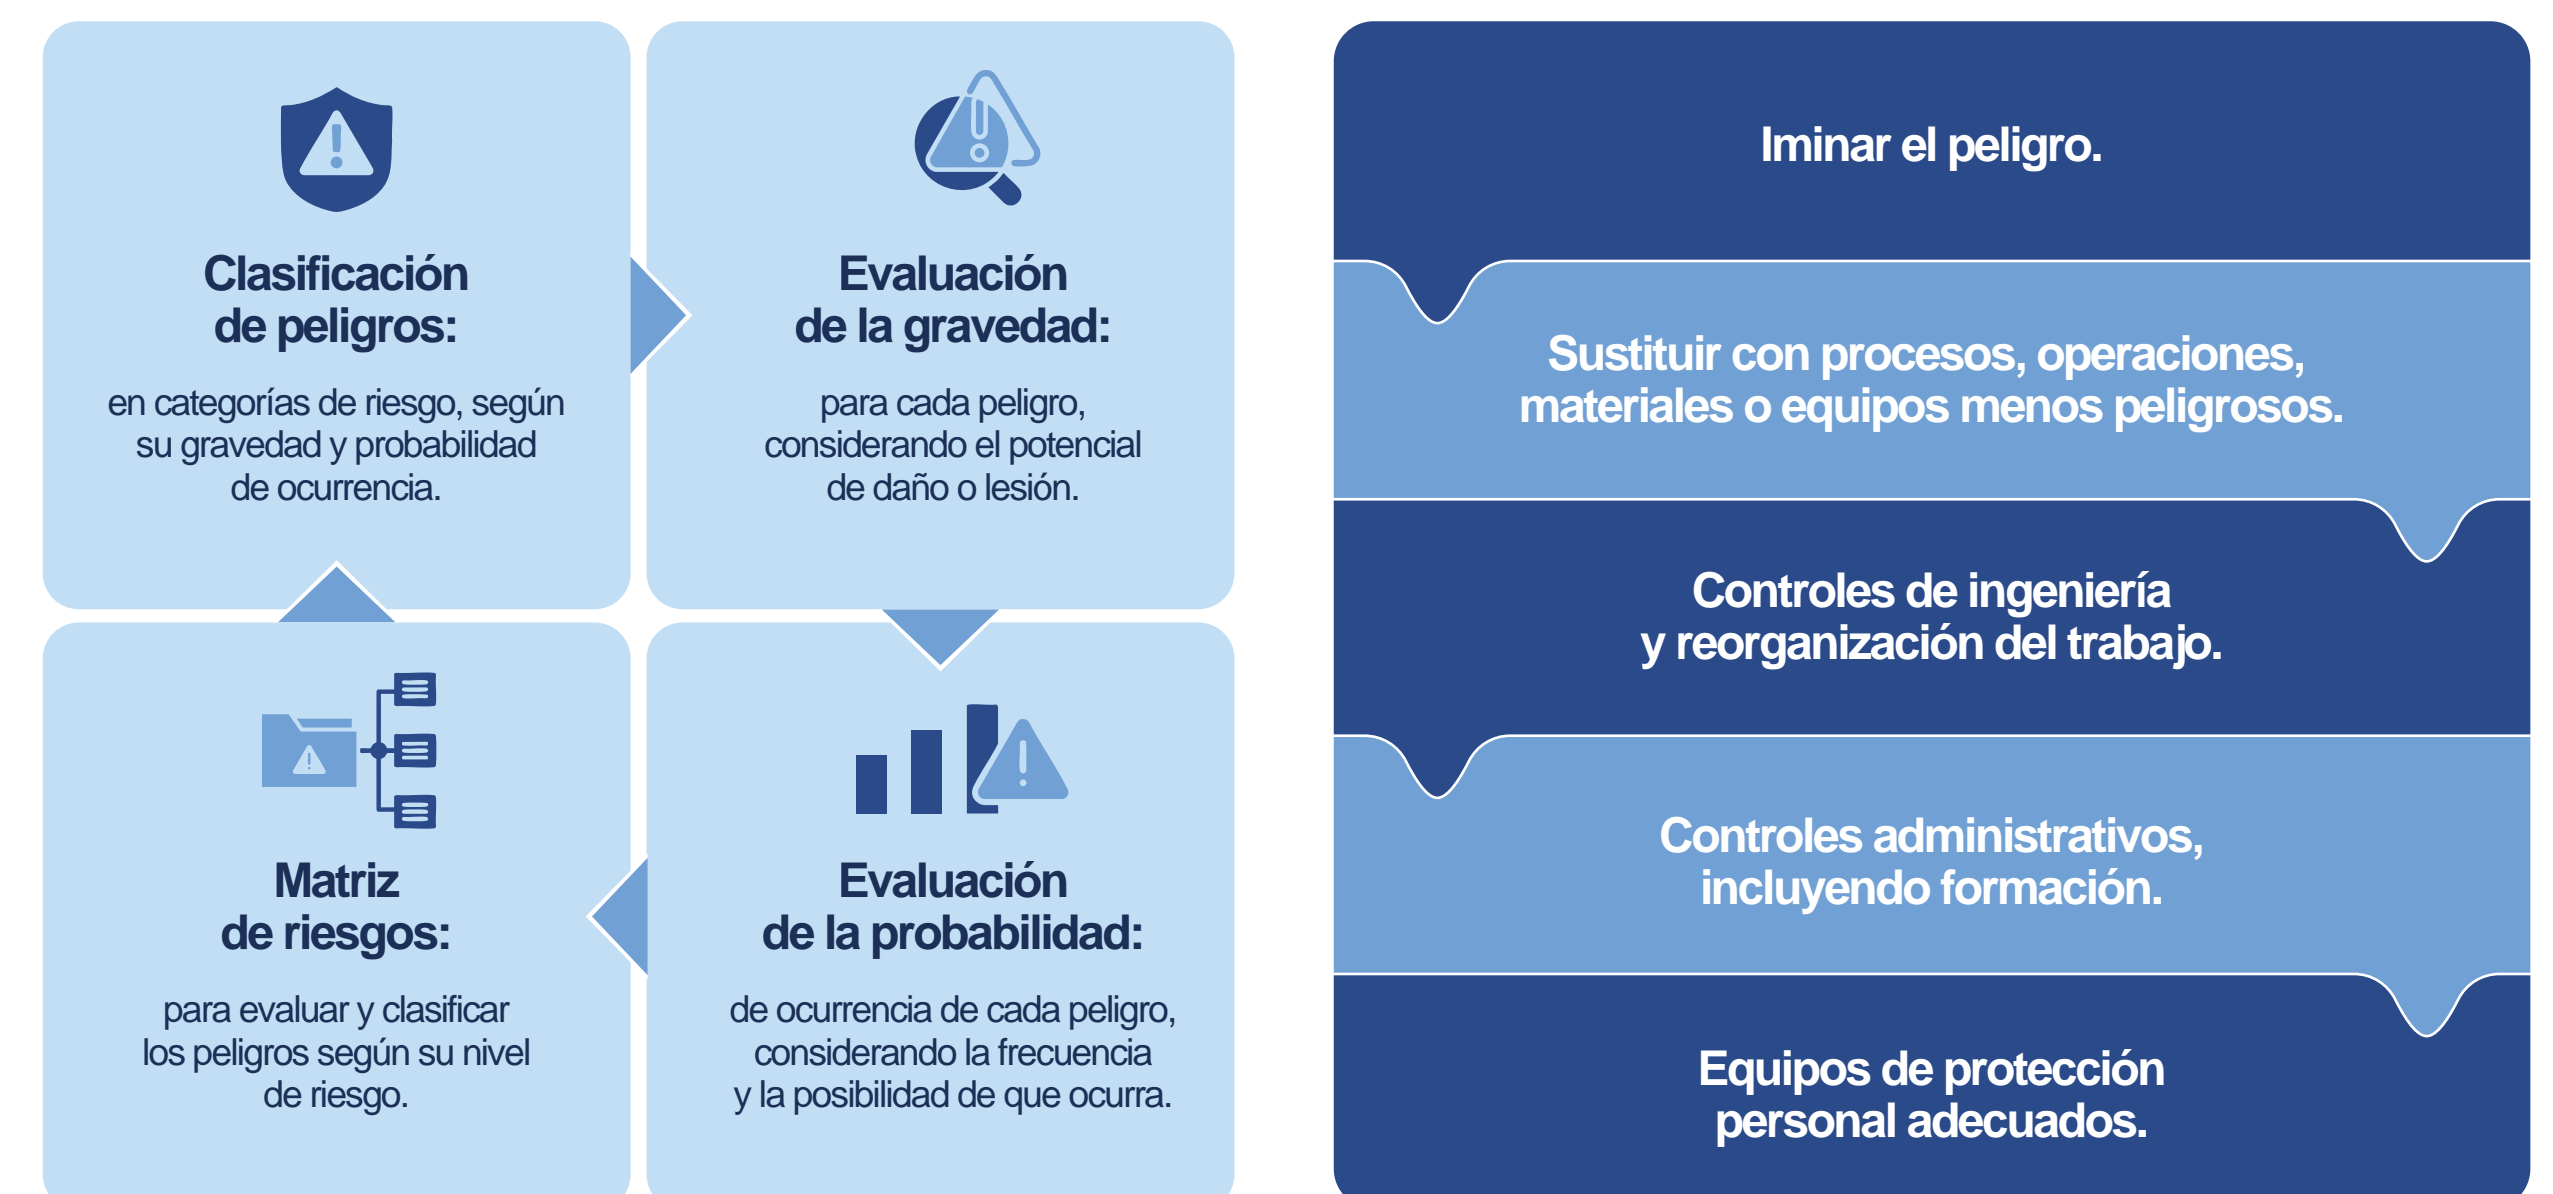 Clasificación
de peligros:
en categorías de riesgo, según
su gravedad y probabilidad
de ocurrencia.
Evaluación
de la gravedad:
para cada peligro,
considerando el potencial
de daño o lesión.
Matriz
de riesgos:
para evaluar y clasificar
los peligros según su nivel
de riesgo.
Evaluación
de la probabilidad:
de ocurrencia de cada peligro,
considerando la frecuencia
y la posibilidad de que ocurra.
Iminar el peligro.
Sustituir con procesos, operaciones,
materiales o equipos menos peligrosos.
Controles de ingeniería
y reorganización del trabajo.
Controles administrativos,
incluyendo formación.
Equipos de protección
personal adecuados.